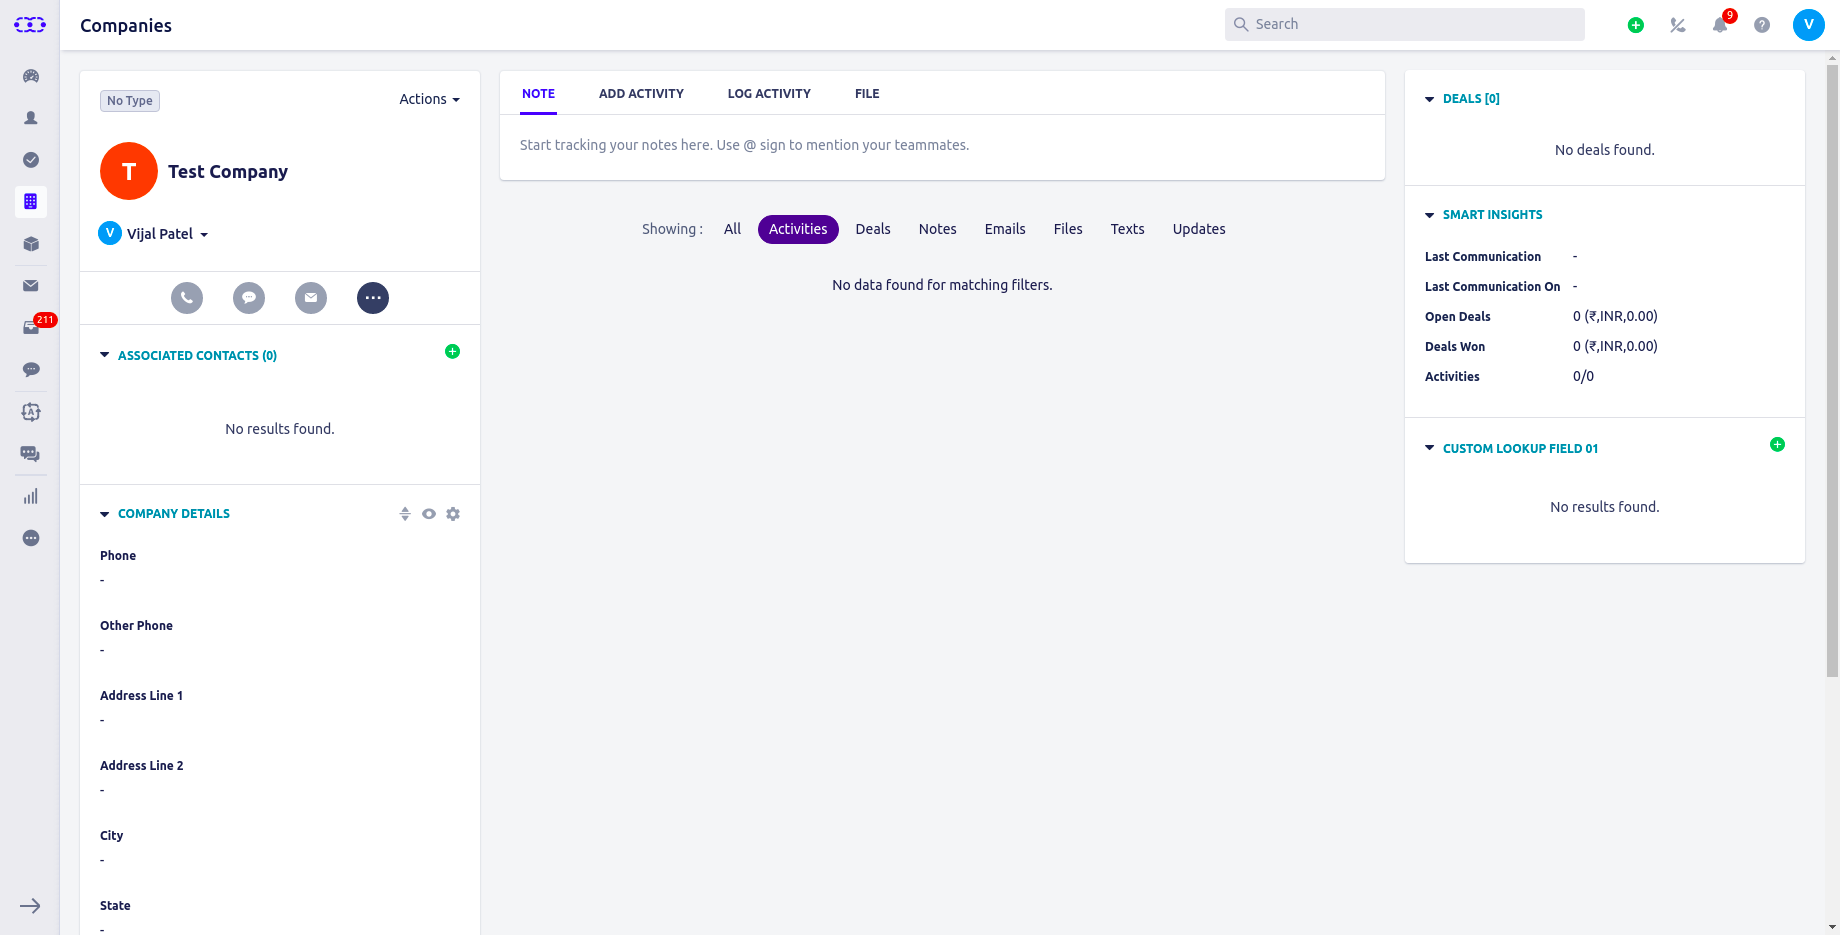 Companies
Search
9
V
211
No Type
Actions
T
Test Company
V
Vijal Patel
ASSOCIATED CONTACTS (0)
No results found.
COMPANY DETAILS
Phone
-
Other Phone
-
Address Line 1
-
Address Line 2
-
City
-
State
-
NOTE ADD ACTIVITY LOG ACTIVITY FILE
Start tracking your notes here. Use @ sign to mention your teammates.
Showing : All Activities Deals Notes Emails Files Texts Updates
No data found for matching filters.
DEALS [0]
No deals found.
SMART INSIGHTS
Last Communication -
Last Communication On -
Open Deals 0 (₹,INR,0.00)
Deals Won 0 (₹,INR,0.00)
Activities 0/0
CUSTOM LOOKUP FIELD 01
No results found.